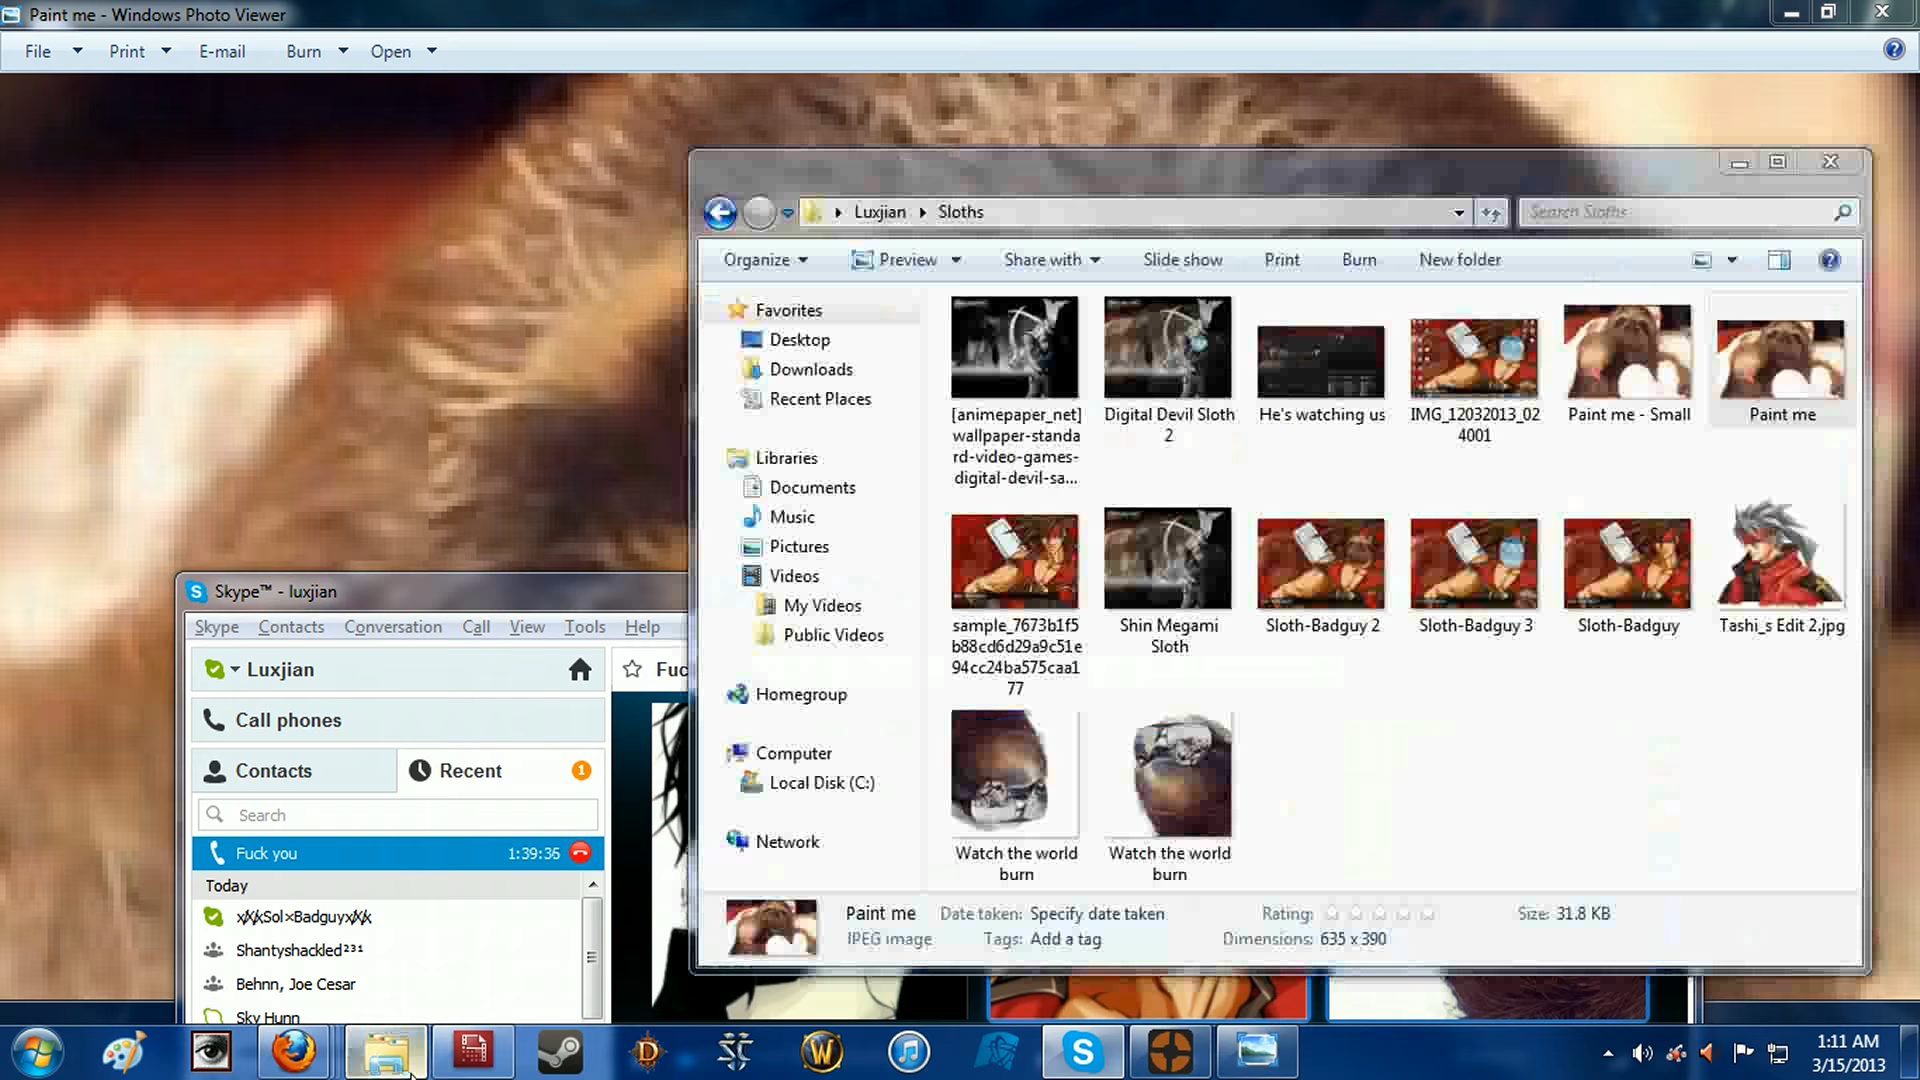 Paint me - Windows Photo Viewer
File Print E-mail Burn Open
Luxjian Sloths Search Sloths
Organize Preview Share with Slide show Print Burn New folder
Favorites
Desktop
Downloads
Recent Places
Libraries
Documents
Music
Pictures
Videos
My Videos
Public Videos
Homegroup
Computer
Local Disk (C:)
Network
[animepaper_net]
wallpaper-standa
rd-video-games-
digital-devil-sa...
Digital Devil Sloth
2
He's watching us
IMG_12032013_02
4001
Paint me - Small
Paint me
sample_7673b1f5
b88cd6d29a9c51e
94cc24ba575caa1
77
Shin Megami
Sloth
Sloth-Badguy 2
Sloth-Badguy 3
Sloth-Badguy
Tashi_s Edit 2.jpg
Watch the world
burn
Watch the world
burn
Paint me Date taken: Specify date taken Rating: Size: 31.8 KB
JPEG image Tags: Add a tag Dimensions: 635 x 390
Skype™ - luxjian
Skype Contacts Conversation Call View Tools Help
Luxjian
Fuc
Call phones
Contacts Recent 1
Search
Fuck you 1:39:36
Today
Shantyshackled²³¹
Behnn, Joe Cesar
Sky Hunn
1:11 AM
3/15/2013